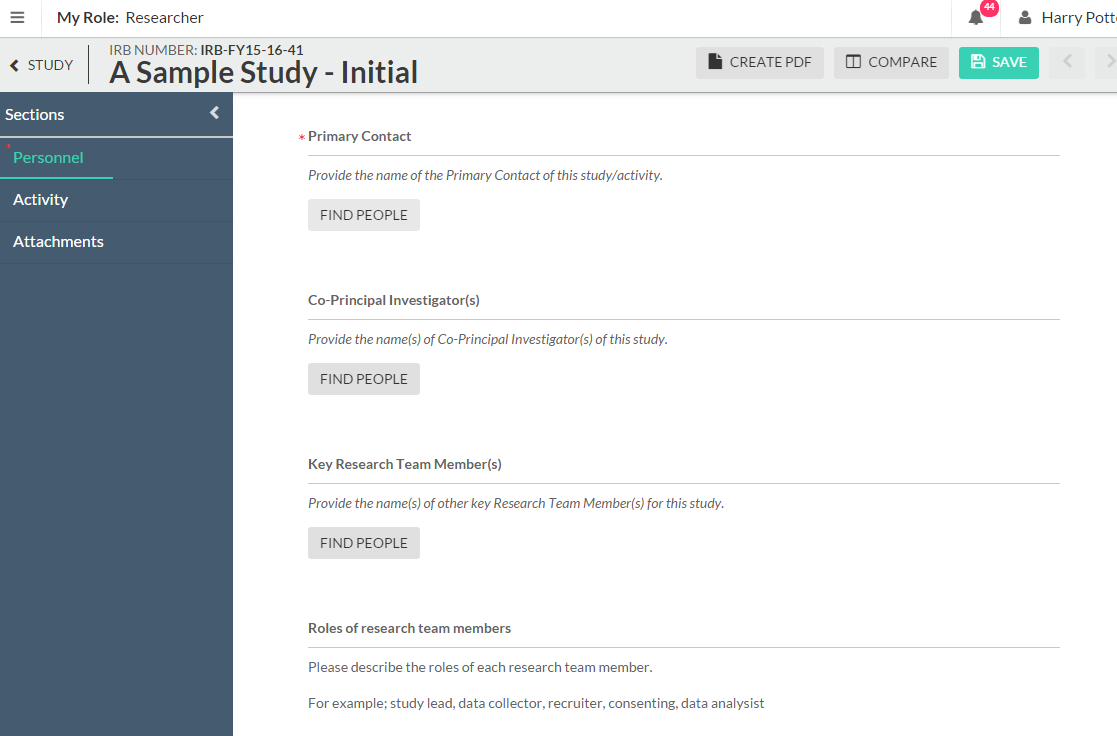 My Role: Researcher
44
Harry Potte
STUDY
IRB NUMBER: IRB-FY15-16-41
A Sample Study - Initial
CREATE PDF
COMPARE
SAVE
Sections
* Personnel
Activity
Attachments
* Primary Contact
Provide the name of the Primary Contact of this study/activity.
FIND PEOPLE
Co-Principal Investigator(s)
Provide the name(s) of Co-Principal Investigator(s) of this study.
FIND PEOPLE
Key Research Team Member(s)
Provide the name(s) of other key Research Team Member(s) for this study.
FIND PEOPLE
Roles of research team members
Please describe the roles of each research team member.
For example; study lead, data collector, recruiter, consenting, data analysist